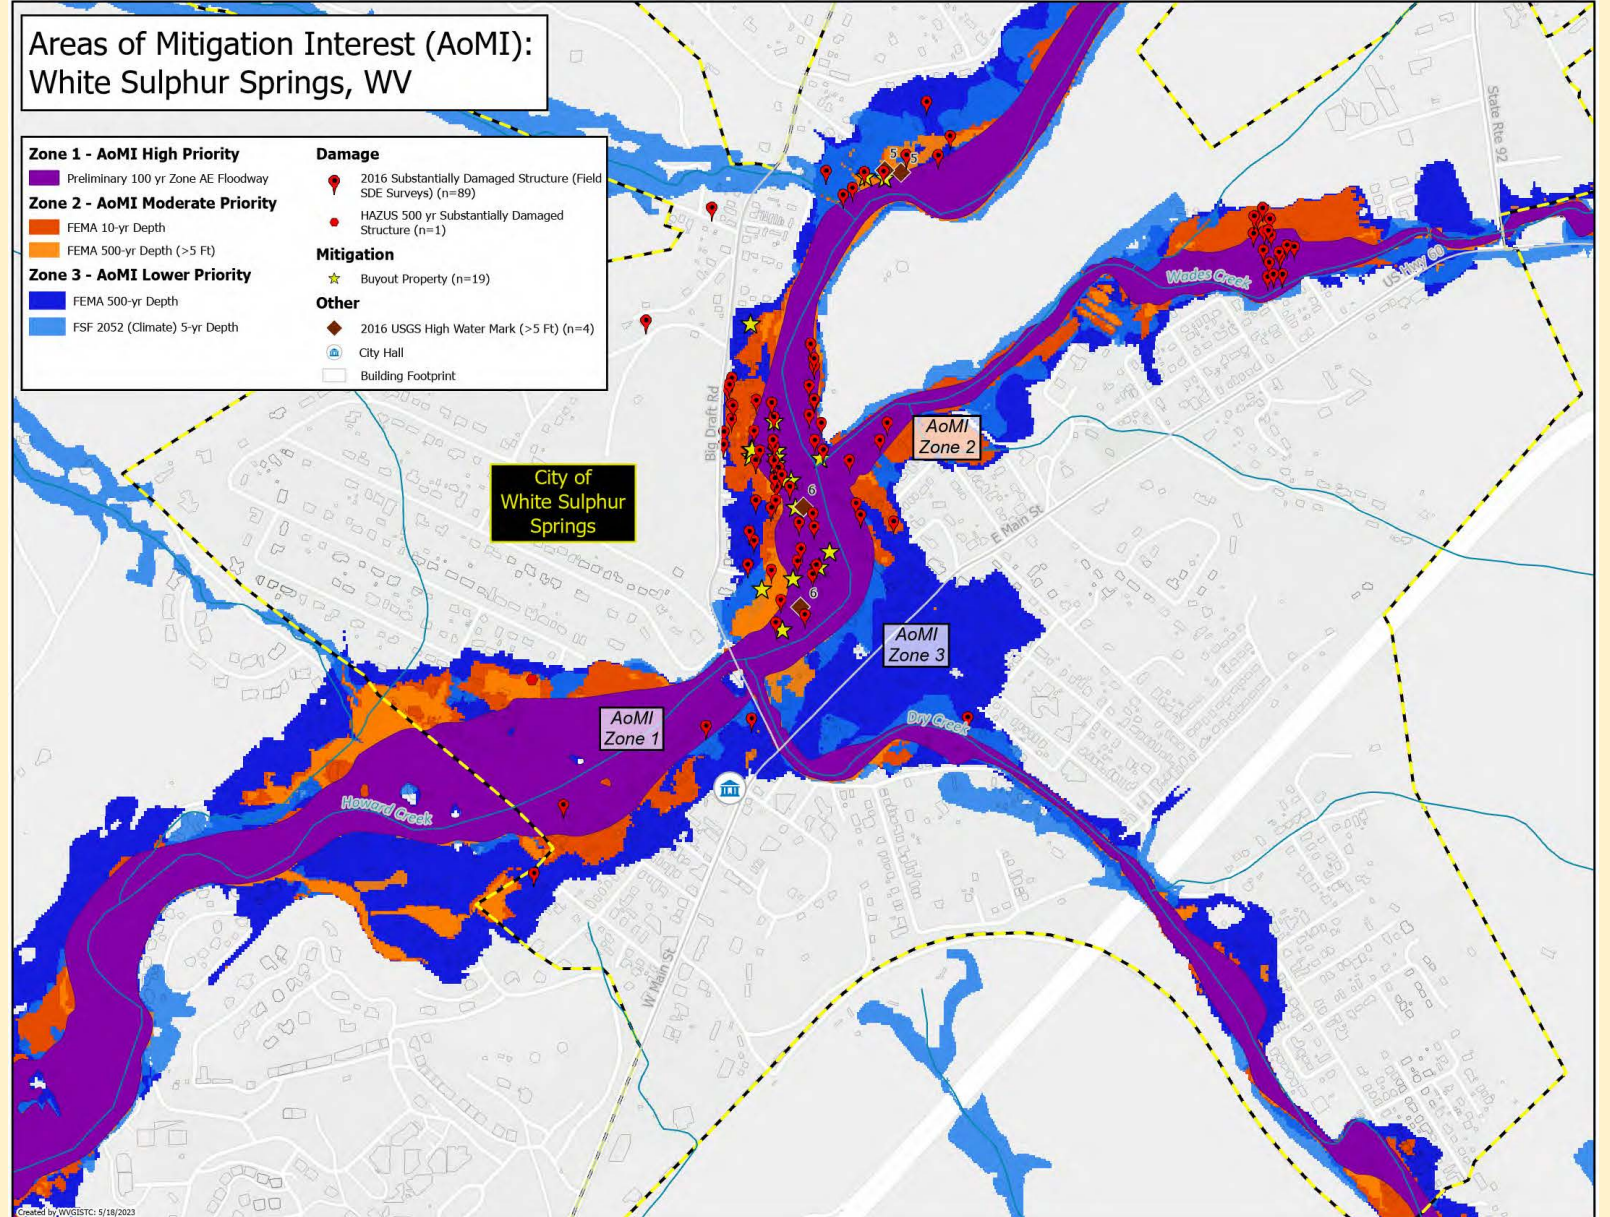 Areas of Mitigation Interest (AoMI):
White Sulphur Springs, WV
Zone 1 - AoMI High Priority
Preliminary 100 yr Zone AE Floodway
Zone 2 - AoMI Moderate Priority
FEMA 10-yr Depth
FEMA 500-yr Depth (>5 Ft)
Zone 3 - AoMI Lower Priority
FEMA 500-yr Depth
FSF 2052 (Climate) 5-yr Depth
Damage
2016 Substantially Damaged Structure (Field
SDE Surveys) (n=89)
HAZUS 500 yr Substantially Damaged
Structure (n=1)
Mitigation
Buyout Property (n=19)
Other
2016 USGS High Water Mark (>5 Ft) (n=4)
City Hall
Building Footprint
5
5
State Rte 92
Wades Creek
US Hwy 60
Big Draft Rd
AoMI
Zone 2
City of
White Sulphur
Springs
6
E Main St
6
AoMI
Zone 3
AoMI
Zone 1
Dry Creek
Howard Creek
W Main St
Created by WVGISTC: 5/18/2023